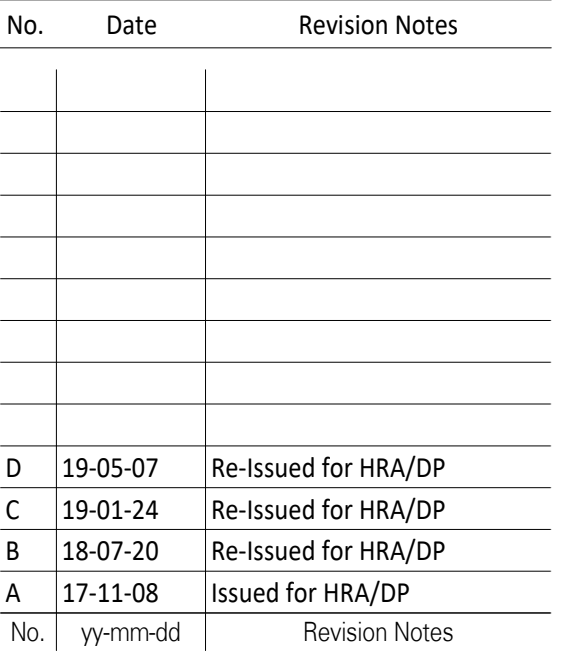 No. Date Revision Notes
D 19-05-07 Re-Issued for HRA/DP
C 19-01-24 Re-Issued for HRA/DP
B 18-07-20 Re-Issued for HRA/DP
A 17-11-08 Issued for HRA/DP
No. yy-mm-dd Revision Notes